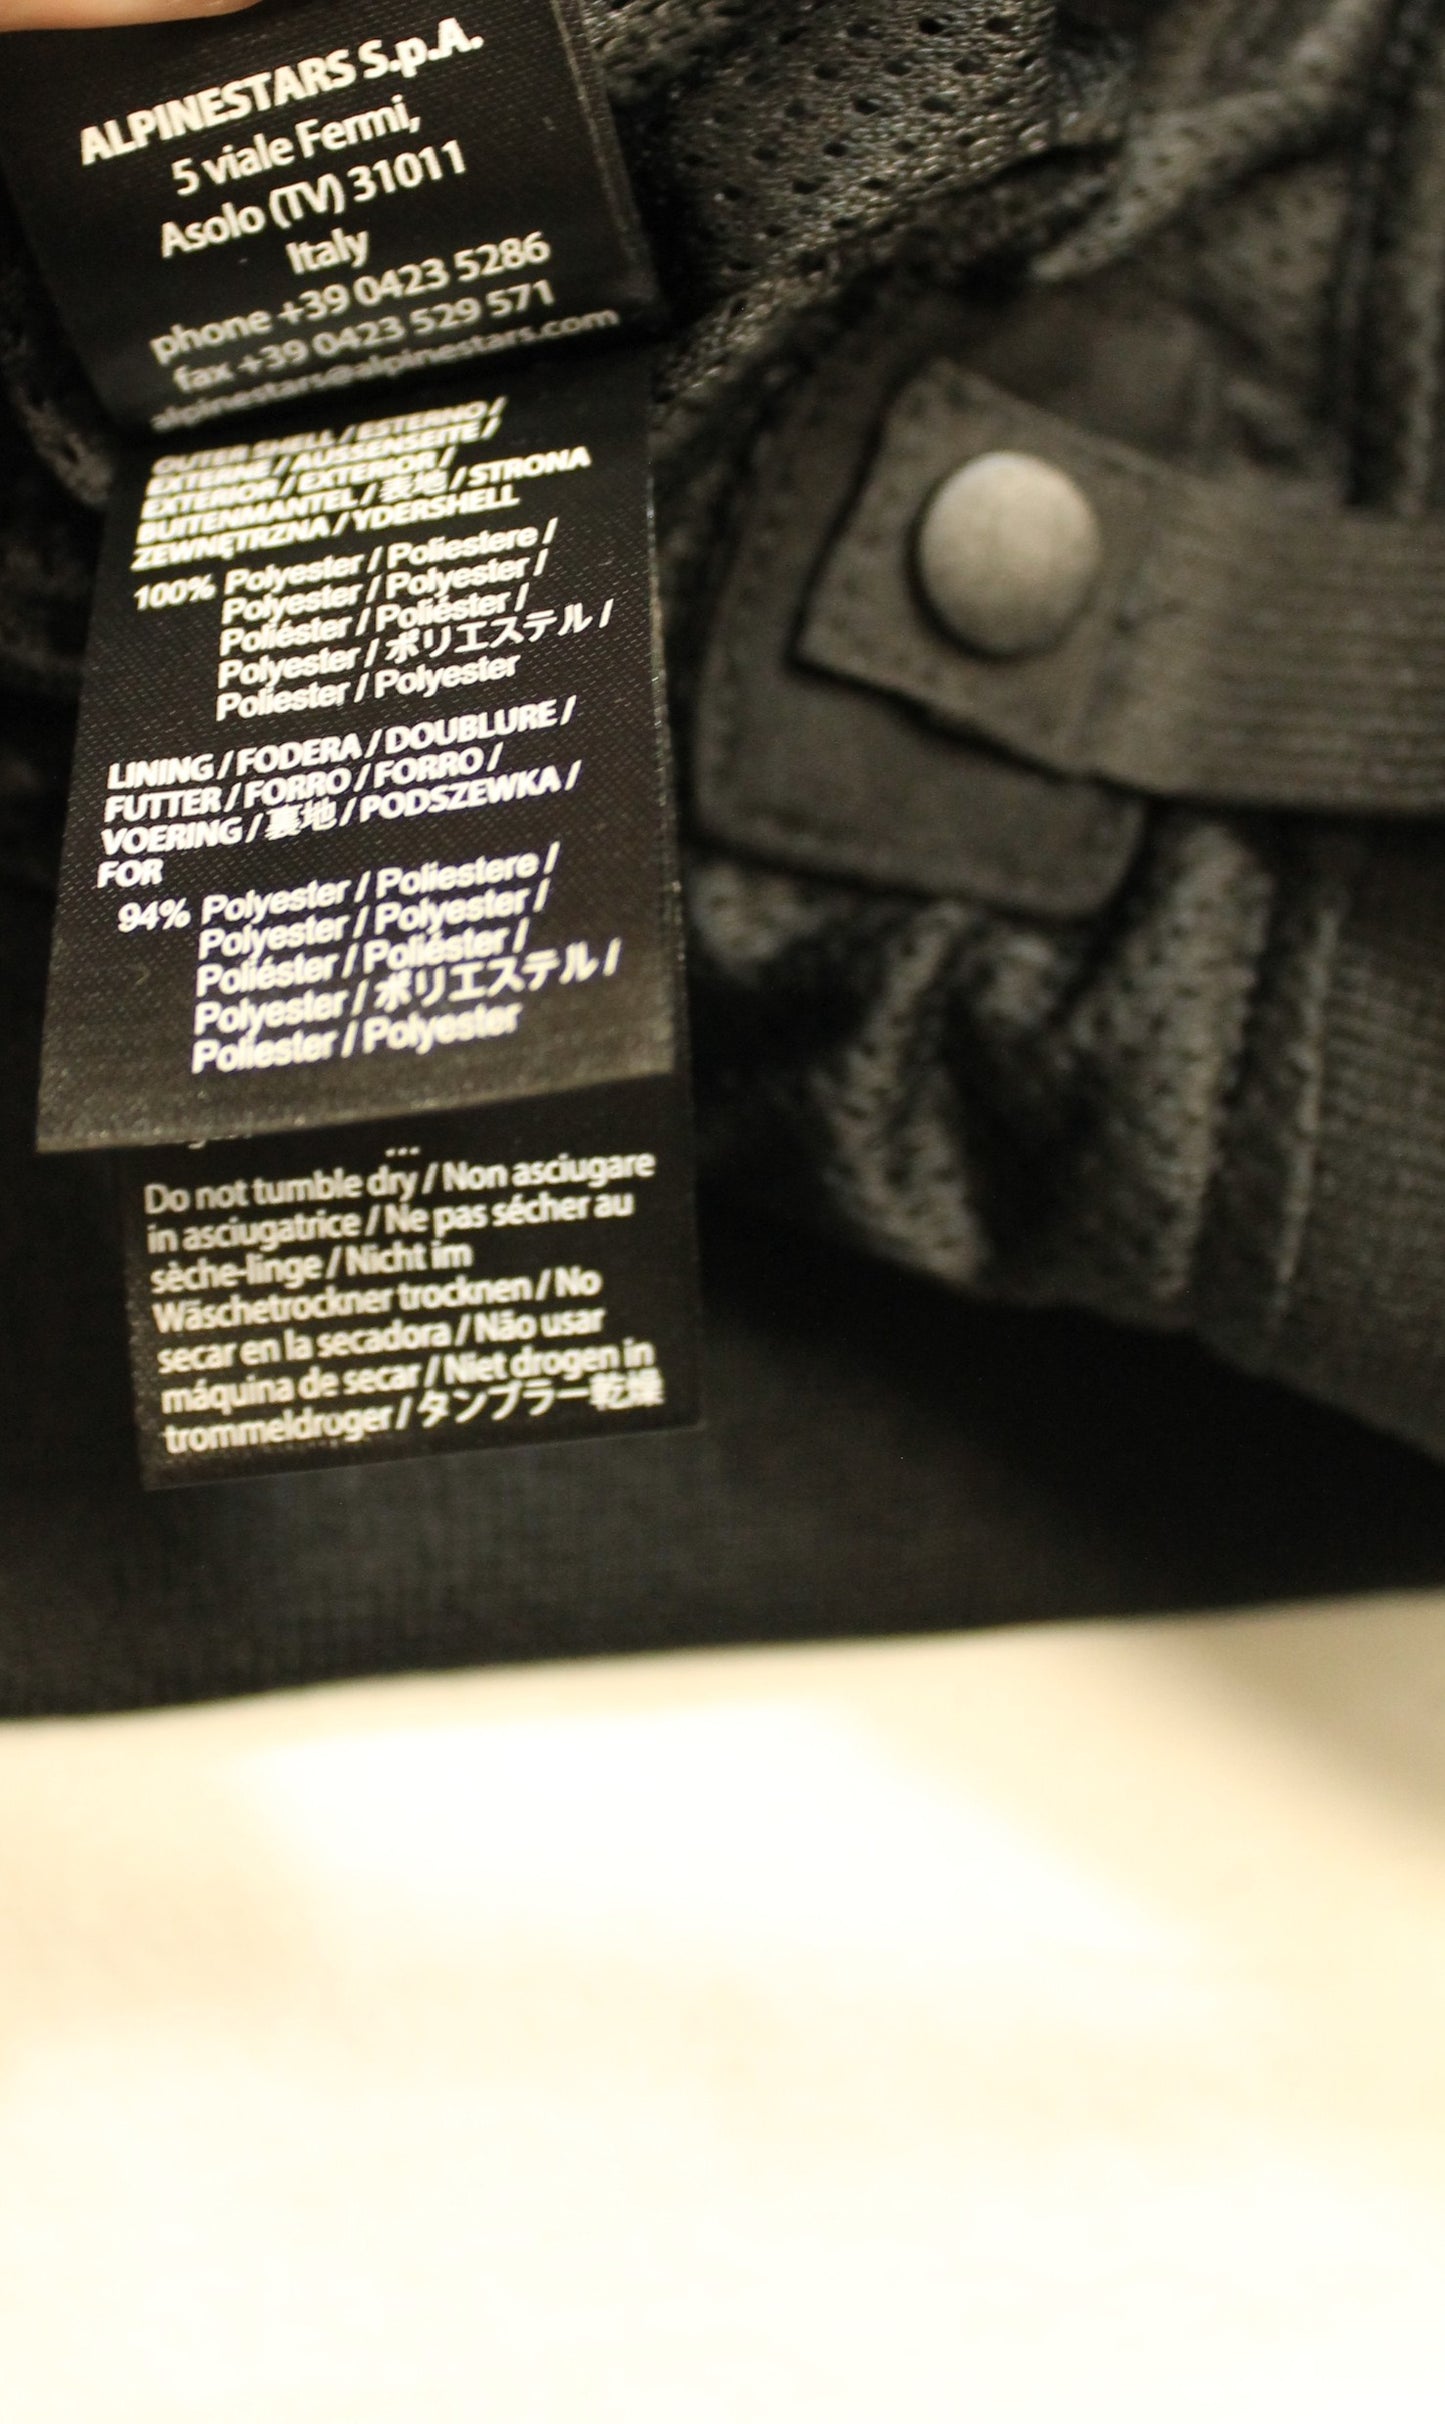 ALPINESTARS S.p.A.
5 viale Fermi,
Asolo (TV) 31011
Italy
phone +39 0423 5286
fax +39 0423 529 571
alpinestars@alpinestars.com
OUTER SHELL / ESTERNO /
EXTERNE / AUSSENSEITE /
EXTERIOR / EXTERIOR /
BUITENMANTEL / 表地 / STRONA
ZEWNĘTRZNA / YDERSHELL
100% Polyester / Poliestere /
Polyester / Polyester /
Poliéster / Poliéster /
Polyester / ポリエステル /
Poliester / Polyester
LINING / FODERA / DOUBLURE /
FUTTER / FORRO / FORRO /
VOERING / 裏地 / PODSZEWKA /
FOR
94% Polyester / Poliestere /
Polyester / Polyester /
Poliéster / Poliéster /
Polyester / ポリエステル /
Poliester / Polyester
...
Do not tumble dry / Non asciugare
in asciugatrice / Ne pas sécher au
sèche-linge / Nicht im
Wäschetrockner trocknen / No
secar en la secadora / Não usar
máquina de secar / Niet drogen in
trommeldroger / タンブラー乾燥